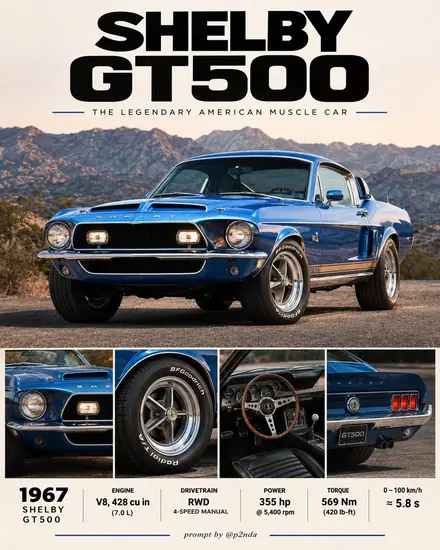 SHELBY
GT500
THE LEGENDARY AMERICAN MUSCLE CAR
SHELBY
BFGoodrich
BFGoodrich
Radial T/A
GT500
1967
SHELBY
GT500
ENGINE
V8, 428 cu in
(7.0 L)
DRIVETRAIN
RWD
4-SPEED MANUAL
POWER
355 hp
@ 5,400 rpm
TORQUE
569 Nm
(420 lb-ft)
0 – 100 km/h
≈ 5.8 s
prompt by @p2nda